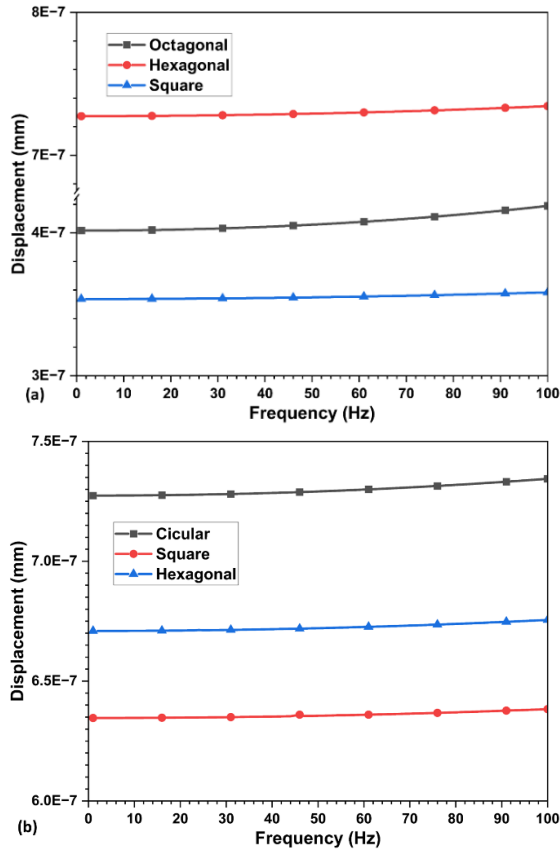 8E−7
Octagonal
Hexagonal
Square
7E−7
4E−7
3E−7
Displacement (mm)
0 10 20 30 40 50 60 70 80 90 100
(a)
Frequency (Hz)
7.5E−7
Cicular
Square
Hexagonal
7.0E−7
6.5E−7
6.0E−7
Displacement (mm)
0 10 20 30 40 50 60 70 80 90 100
(b)
Frequency (Hz)